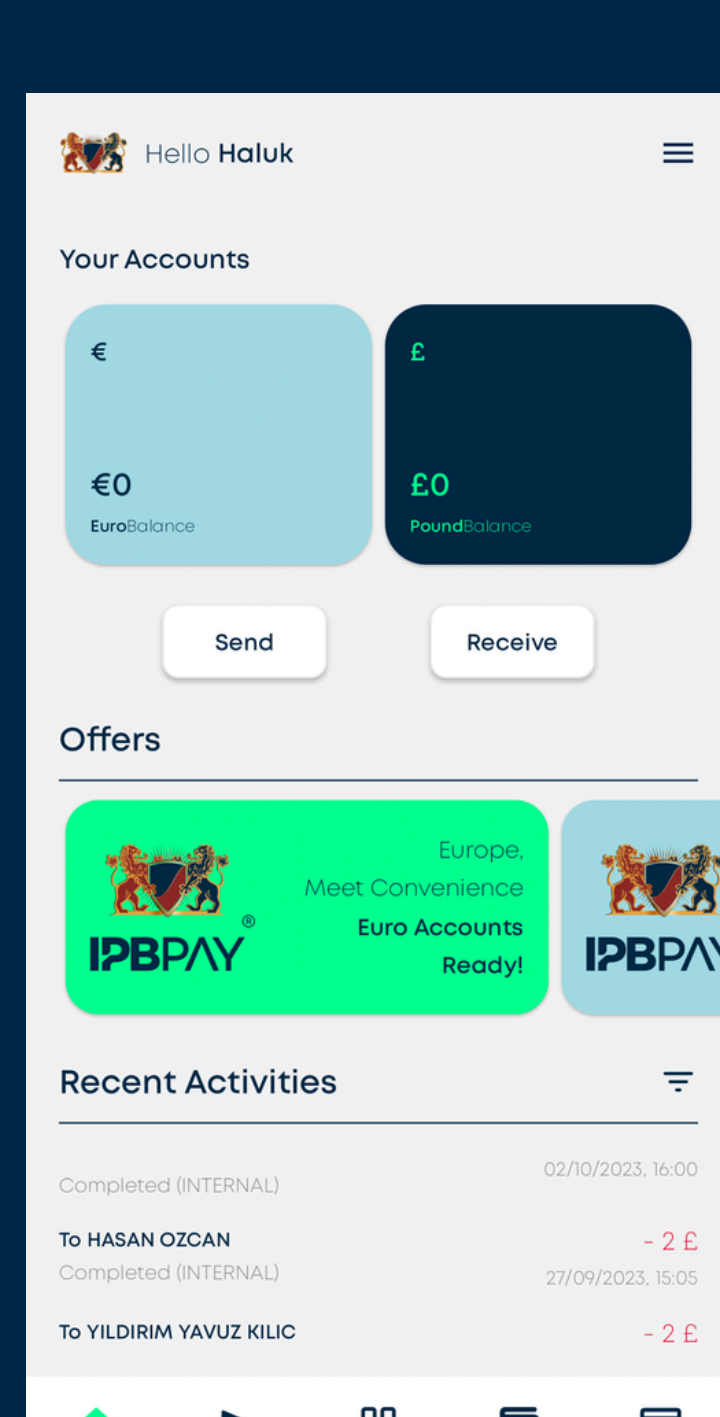 Hello Haluk
Your Accounts
€
£
€0
£0
EuroBalance
PoundBalance
Send
Receive
Offers
Europe,
Meet Convenience
Euro Accounts
Ready!
IPBPAY®
IPBPA
Recent Activities
02/10/2023, 16:00
Completed (INTERNAL)
To HASAN OZCAN
- 2 £
Completed (INTERNAL)
27/09/2023, 15:05
To YILDIRIM YAVUZ KILIC
- 2 £